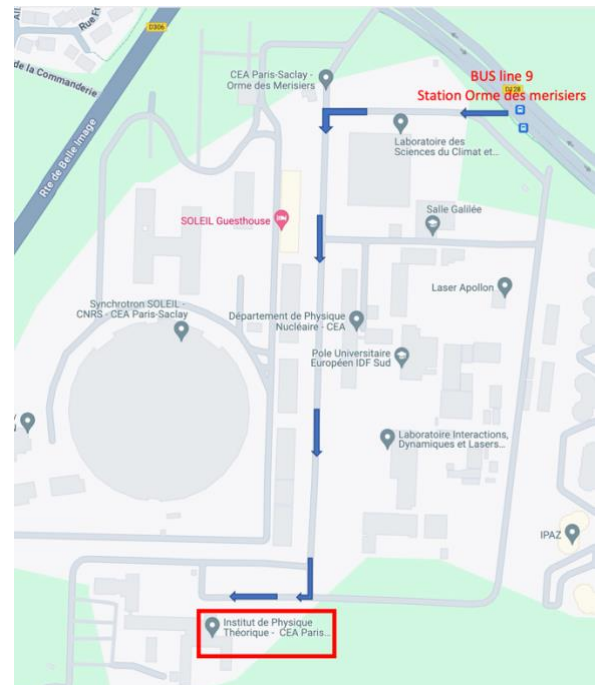 D306
Rue Fr
de la Commanderie
Rte de Belle Image
CEA Paris-Saclay -
Orme des Merisiers
BUS line 9
Station Orme des merisiers
Laboratoire des
Sciences du Climat et...
SOLEIL Guesthouse
Salle Galilée
Laser Apollon
Synchrotron SOLEIL -
CNRS - CEA Paris-Saclay
Département de Physique
Nucléaire - CEA
Pole Universitaire
Européen IDF Sud
Laboratoire Interactions,
Dynamiques et Lasers...
IPAZ
Institut de Physique
Théorique - CEA Paris...